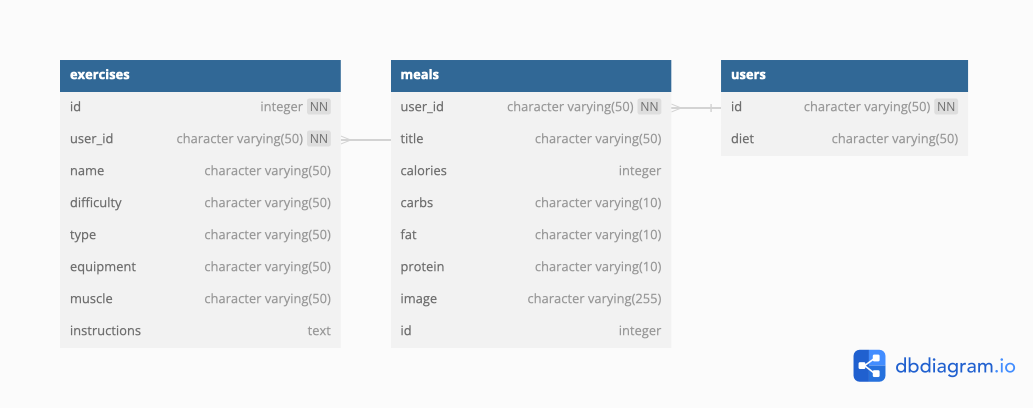 exercises
id integer NN
user_id character varying(50) NN
name character varying(50)
difficulty character varying(50)
type character varying(50)
equipment character varying(50)
muscle character varying(50)
instructions text
meals
user_id character varying(50) NN
title character varying(50)
calories integer
carbs character varying(10)
fat character varying(10)
protein character varying(10)
image character varying(255)
id integer
users
id character varying(50) NN
diet character varying(50)
dbdiagram.io